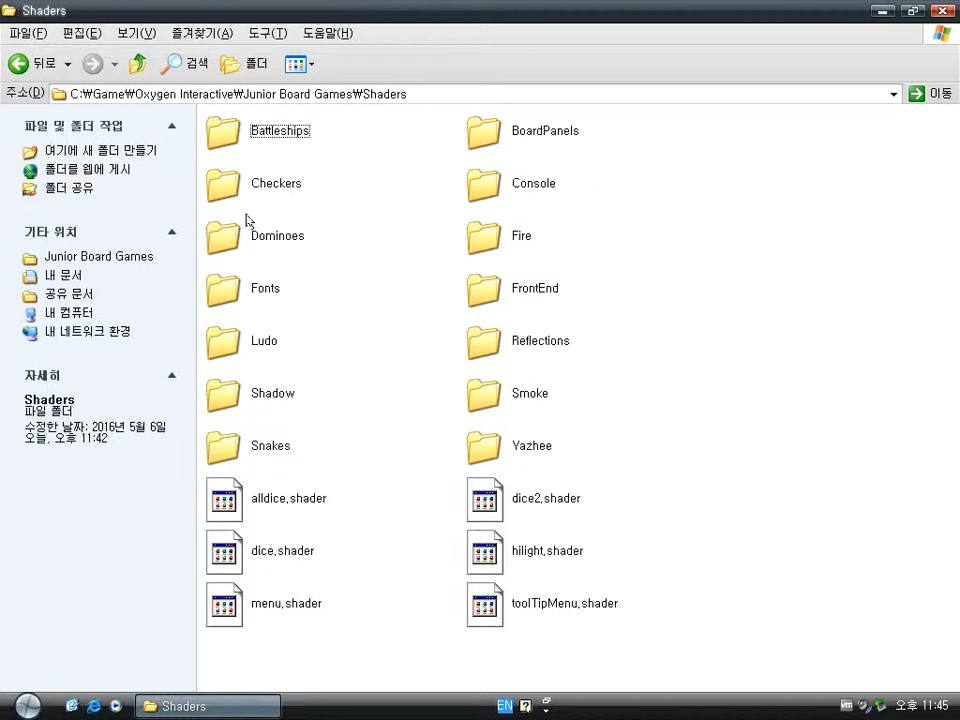 Shaders
파일(F) 편집(E) 보기(V) 즐겨찾기(A) 도구(T) 도움말(H)
뒤로 검색 폴더
주소(D) C:₩Game₩Oxygen Interactive₩Junior Board Games₩Shaders 이동
파일 및 폴더 작업
여기에 새 폴더 만들기
폴더를 웹에 게시
폴더 공유
기타 위치
Junior Board Games
내 문서
공유 문서
내 컴퓨터
내 네트워크 환경
자세히
Shaders
파일 폴더
수정한 날짜: 2016년 5월 6일
오늘, 오후 11:42
Battleships BoardPanels
Checkers Console
Dominoes Fire
Fonts FrontEnd
Ludo Reflections
Shadow Smoke
Snakes Yazhee
alldice.shader dice2.shader
dice.shader hilight.shader
menu.shader toolTipMenu.shader
Shaders EN vm 오후 11:45